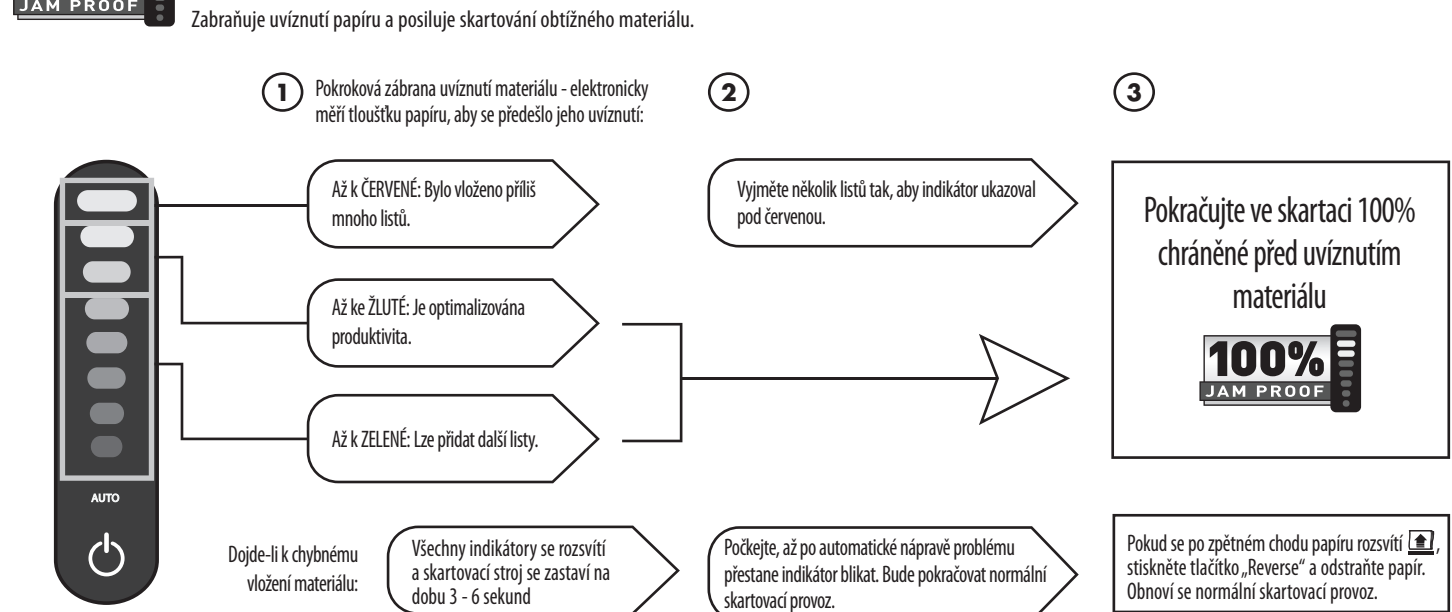 JAM PROOF
Zabraňuje uvíznutí papíru a posiluje skartování obtížného materiálu.
1
Pokroková zábrana uvíznutí materiálu - elektronicky
měří tloušťku papíru, aby se předešlo jeho uvíznutí:
2
3
Až k ČERVENÉ: Bylo vloženo příliš
mnoho listů.
Vyjměte několik listů tak, aby indikátor ukazoval
pod červenou.
Až ke ŽLUTÉ: Je optimalizována
produktivita.
Až k ZELENÉ: Lze přidat další listy.
Pokračujte ve skartaci 100%
chráněné před uvíznutím
materiálu
100%
JAM PROOF
AUTO
Dojde-li k chybnému
vložení materiálu:
Všechny indikátory se rozsvítí
a skartovací stroj se zastaví na
dobu 3 - 6 sekund
Počkejte, až po automatické nápravě problému
přestane indikátor blikat. Bude pokračovat normální
skartovací provoz.
Pokud se po zpětném chodu papíru rozsvítí ,
stiskněte tlačítko „Reverse“ a odstraňte papír.
Obnoví se normální skartovací provoz.